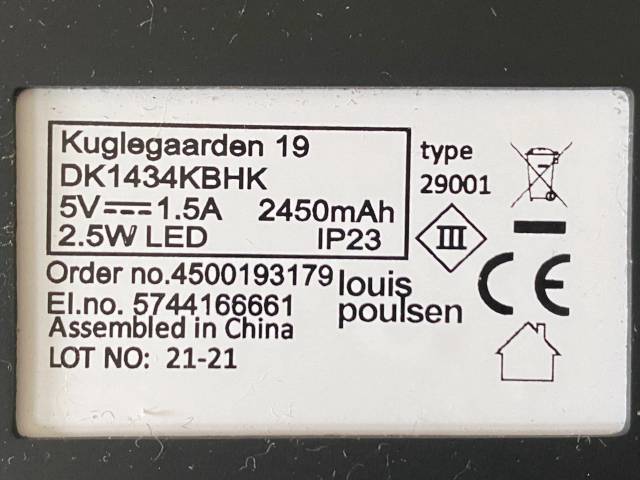 Kuglegaarden 19
DK1434KBHK
5V⎓1.5A 2450mAh
2.5W LED IP23
type
29001
III
Order no.4500193179
El.no. 5744166661
Assembled in China
LOT NO: 21-21
louis
poulsen
CE